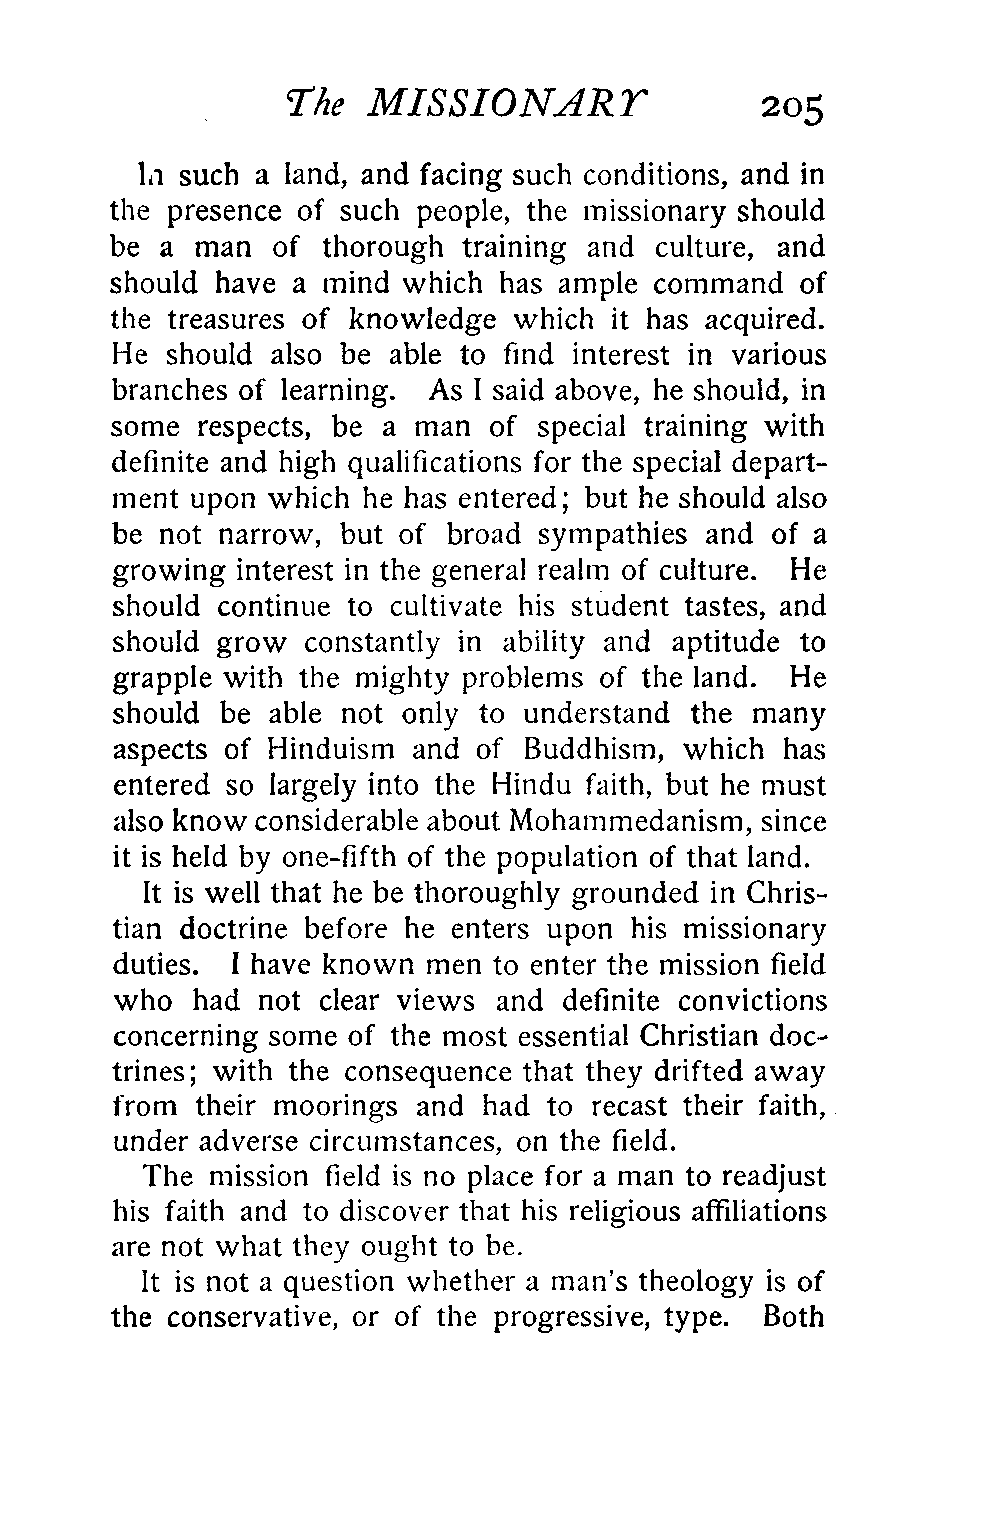 The MISSIONARY 205
In such a land, and facing such conditions, and in
the presence of such people, the missionary should
be a man of thorough training and culture, and
should have a mind which has ample command of
the treasures of knowledge which it has acquired.
He should also be able to find interest in various
branches of learning. As I said above, he should, in
some respects, be a man of special training with
definite and high qualifications for the special depart-
ment upon which he has entered; but he should also
be not narrow, but of broad sympathies and of a
growing interest in the general realm of culture. He
should continue to cultivate his student tastes, and
should grow constantly in ability and aptitude to
grapple with the mighty problems of the land. He
should be able not only to understand the many
aspects of Hinduism and of Buddhism, which has
entered so largely into the Hindu faith, but he must
also know considerable about Mohammedanism, since
it is held by one-fifth of the population of that land.
It is well that he be thoroughly grounded in Chris-
tian doctrine before he enters upon his missionary
duties. I have known men to enter the mission field
who had not clear views and definite convictions
concerning some of the most essential Christian doc-
trines; with the consequence that they drifted away
from their moorings and had to recast their faith,
under adverse circumstances, on the field.
The mission field is no place for a man to readjust
his faith and to discover that his religious affiliations
are not what they ought to be.
It is not a question whether a man's theology is of
the conservative, or of the progressive, type. Both